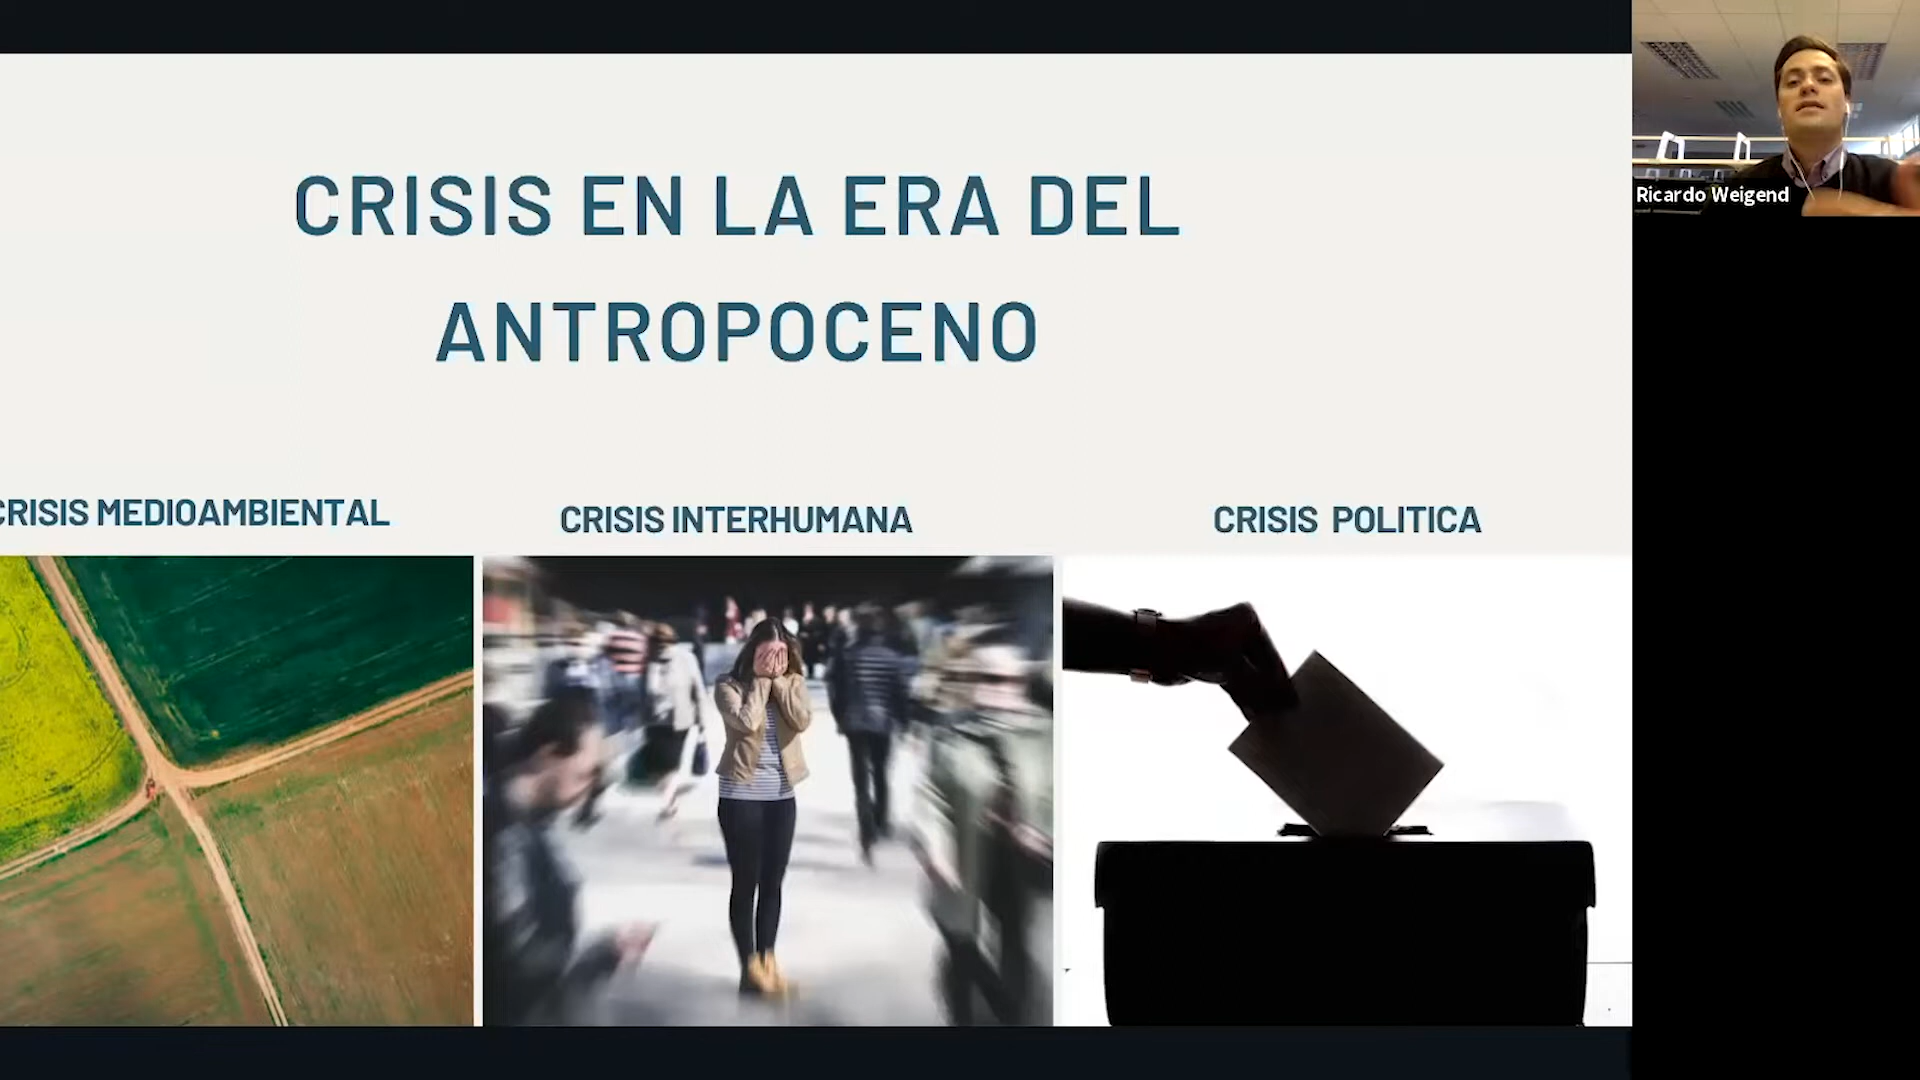 CRISIS EN LA ERA DEL
ANTROPOCENO
CRISIS MEDIOAMBIENTAL
CRISIS INTERHUMANA
CRISIS POLITICA
Ricardo Weigend